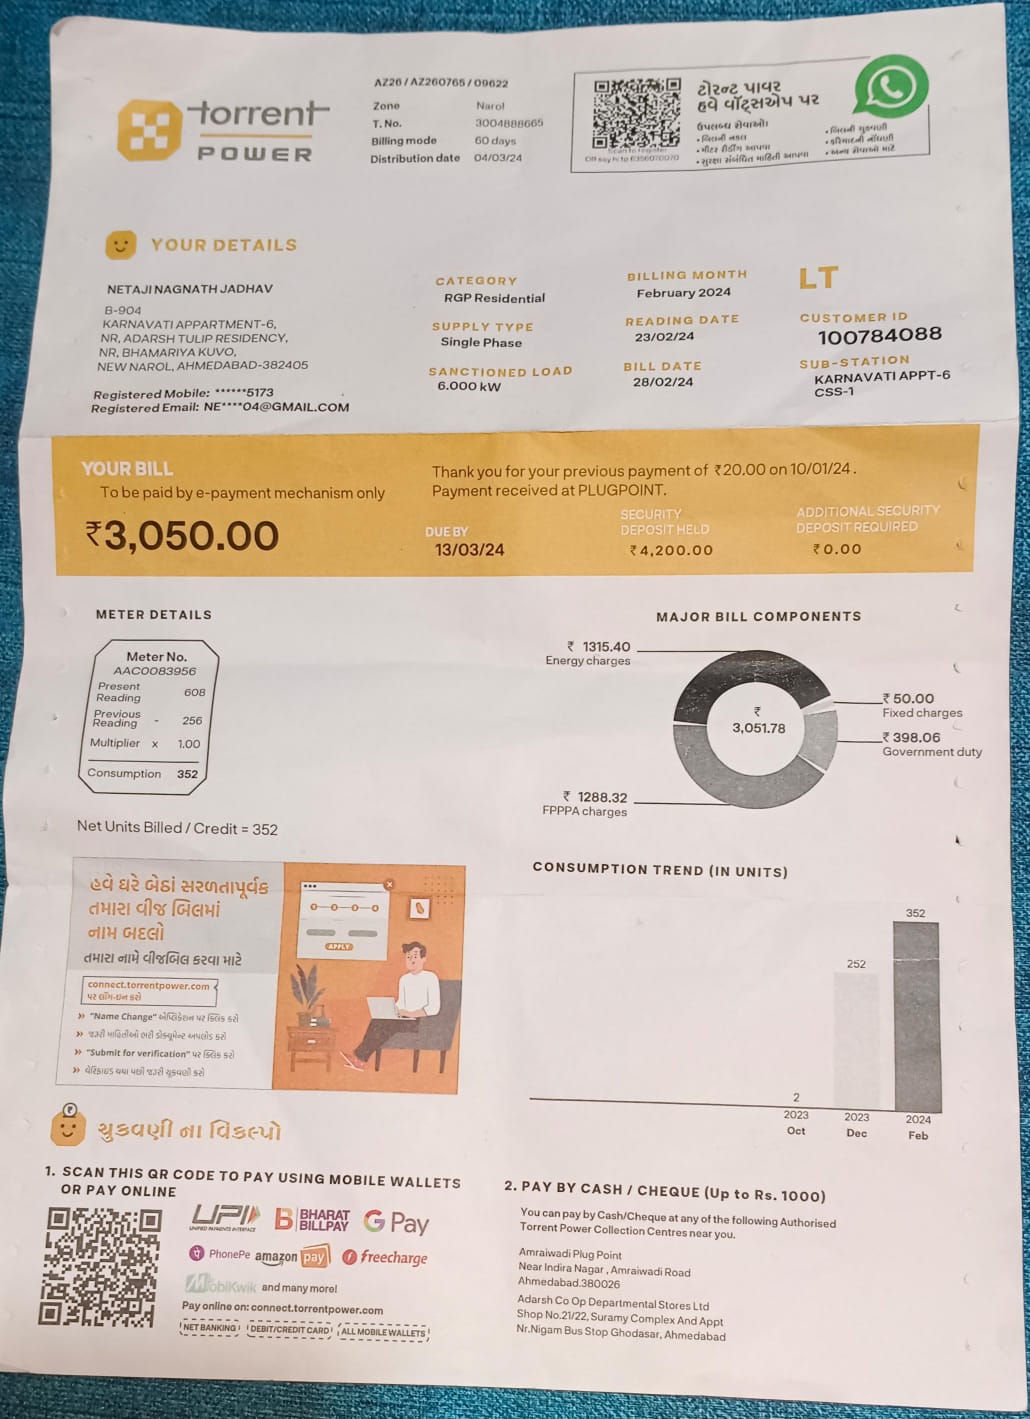 torrent
POWER
AZ26 / AZ260765 / 09622
Zone Narol
T. No. 3004888665
Billing mode 60 days
Distribution date 04/03/24
ટોરન્ટ પાવર
હવે વૉટ્સએપ પર
ઉપલબ્ધ સેવાઓ:
• બિલની નકલ
• મીટર રીડીંગ આપવા
• સુરક્ષા સંબંધિત માહિતી આપવા
• બિલની ચુકવણી
• ફરિયાદની નોંધણી
• અન્ય સેવાઓ માટે
Scan to register
OR say hi to 6356070070
YOUR DETAILS
NETAJI NAGNATH JADHAV
B-904
KARNAVATI APPARTMENT-6,
NR, ADARSH TULIP RESIDENCY,
NR, BHAMARIYA KUVO,
NEW NAROL, AHMEDABAD-382405
Registered Mobile: ******5173
Registered Email: NE****04@GMAIL.COM
CATEGORY
RGP Residential
SUPPLY TYPE
Single Phase
SANCTIONED LOAD
6.000 kW
BILLING MONTH
February 2024
READING DATE
23/02/24
BILL DATE
28/02/24
LT
CUSTOMER ID
100784088
SUB-STATION
KARNAVATI APPT-6
CSS-1
YOUR BILL
To be paid by e-payment mechanism only
₹3,050.00
Thank you for your previous payment of ₹20.00 on 10/01/24.
Payment received at PLUGPOINT.
DUE BY
13/03/24
SECURITY
DEPOSIT HELD
₹4,200.00
ADDITIONAL SECURITY
DEPOSIT REQUIRED
₹0.00
METER DETAILS
Meter No.
AAC0083956
Present
Reading 608
Previous
Reading - 256
Multiplier x 1.00
Consumption 352
Net Units Billed / Credit = 352
MAJOR BILL COMPONENTS
₹ 1315.40
Energy charges
₹ 50.00
Fixed charges
₹
3,051.78
₹ 398.06
Government duty
₹ 1288.32
FPPPA charges
હવે ઘરે બેઠાં સરળતાપૂર્વક
તમારા વીજ બિલમાં
નામ બદલો
તમારા નામે વીજબિલ કરવા માટે
connect.torrentpower.com
પર લૉગ-ઇન કરો
» "Name Change" એપ્લિકેશન પર ક્લિક કરો
» જરૂરી માહિતીઓ ભરી ડોક્યુમેન્ટ અપલોડ કરો
» "Submit for verification" પર ક્લિક કરો
» વેરિફાઇડ થયા પછી જરૂરી ચૂકવણી કરો
APPLY
CONSUMPTION TREND (IN UNITS)
352
252
2
2023
Oct
2023
Dec
2024
Feb
ચુકવણી ના વિકલ્પો
1. SCAN THIS QR CODE TO PAY USING MOBILE WALLETS
OR PAY ONLINE
UPI
UNIFIED PAYMENTS INTERFACE
BHARAT
BILLPAY
G Pay
PhonePe amazon pay freecharge
MobiKwik and many more!
Pay online on: connect.torrentpower.com
NET BANKING DEBIT/CREDIT CARD ALL MOBILE WALLETS
2. PAY BY CASH / CHEQUE (Up to Rs. 1000)
You can pay by Cash/Cheque at any of the following Authorised
Torrent Power Collection Centres near you.
Amraiwadi Plug Point
Near Indira Nagar , Amraiwadi Road
Ahmedabad.380026
Adarsh Co Op Departmental Stores Ltd
Shop No.21/22, Suramy Complex And Appt
Nr.Nigam Bus Stop Ghodasar, Ahmedabad